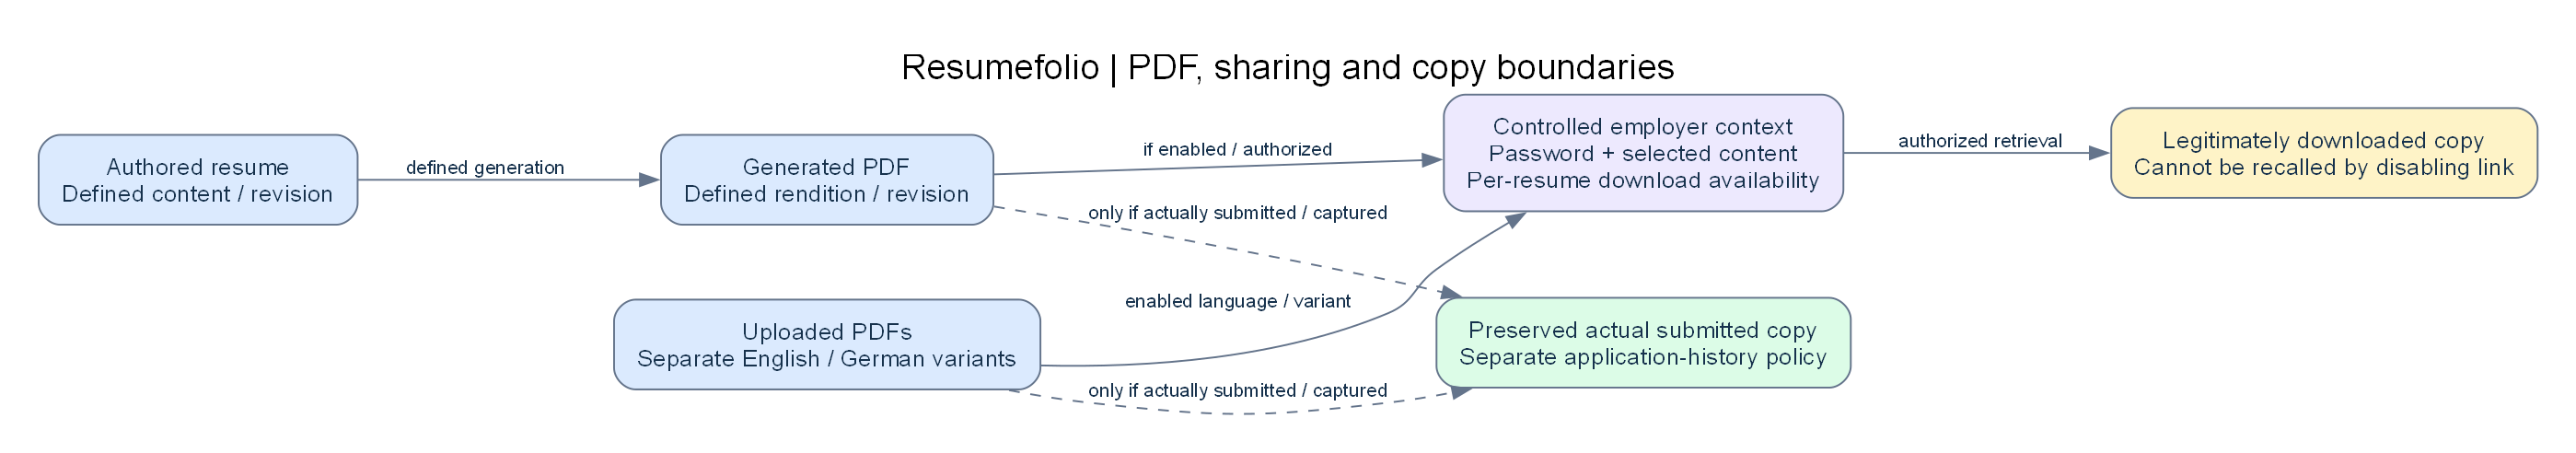 Resumefolio | PDF, sharing and copy boundaries
Authored resume
Defined content / revision
defined generation
Generated PDF
Defined rendition / revision
if enabled / authorized
Controlled employer context
Password + selected content
Per-resume download availability
authorized retrieval
Legitimately downloaded copy
Cannot be recalled by disabling link
only if actually submitted / captured
Uploaded PDFs
Separate English / German variants
enabled language / variant
Preserved actual submitted copy
Separate application-history policy
only if actually submitted / captured